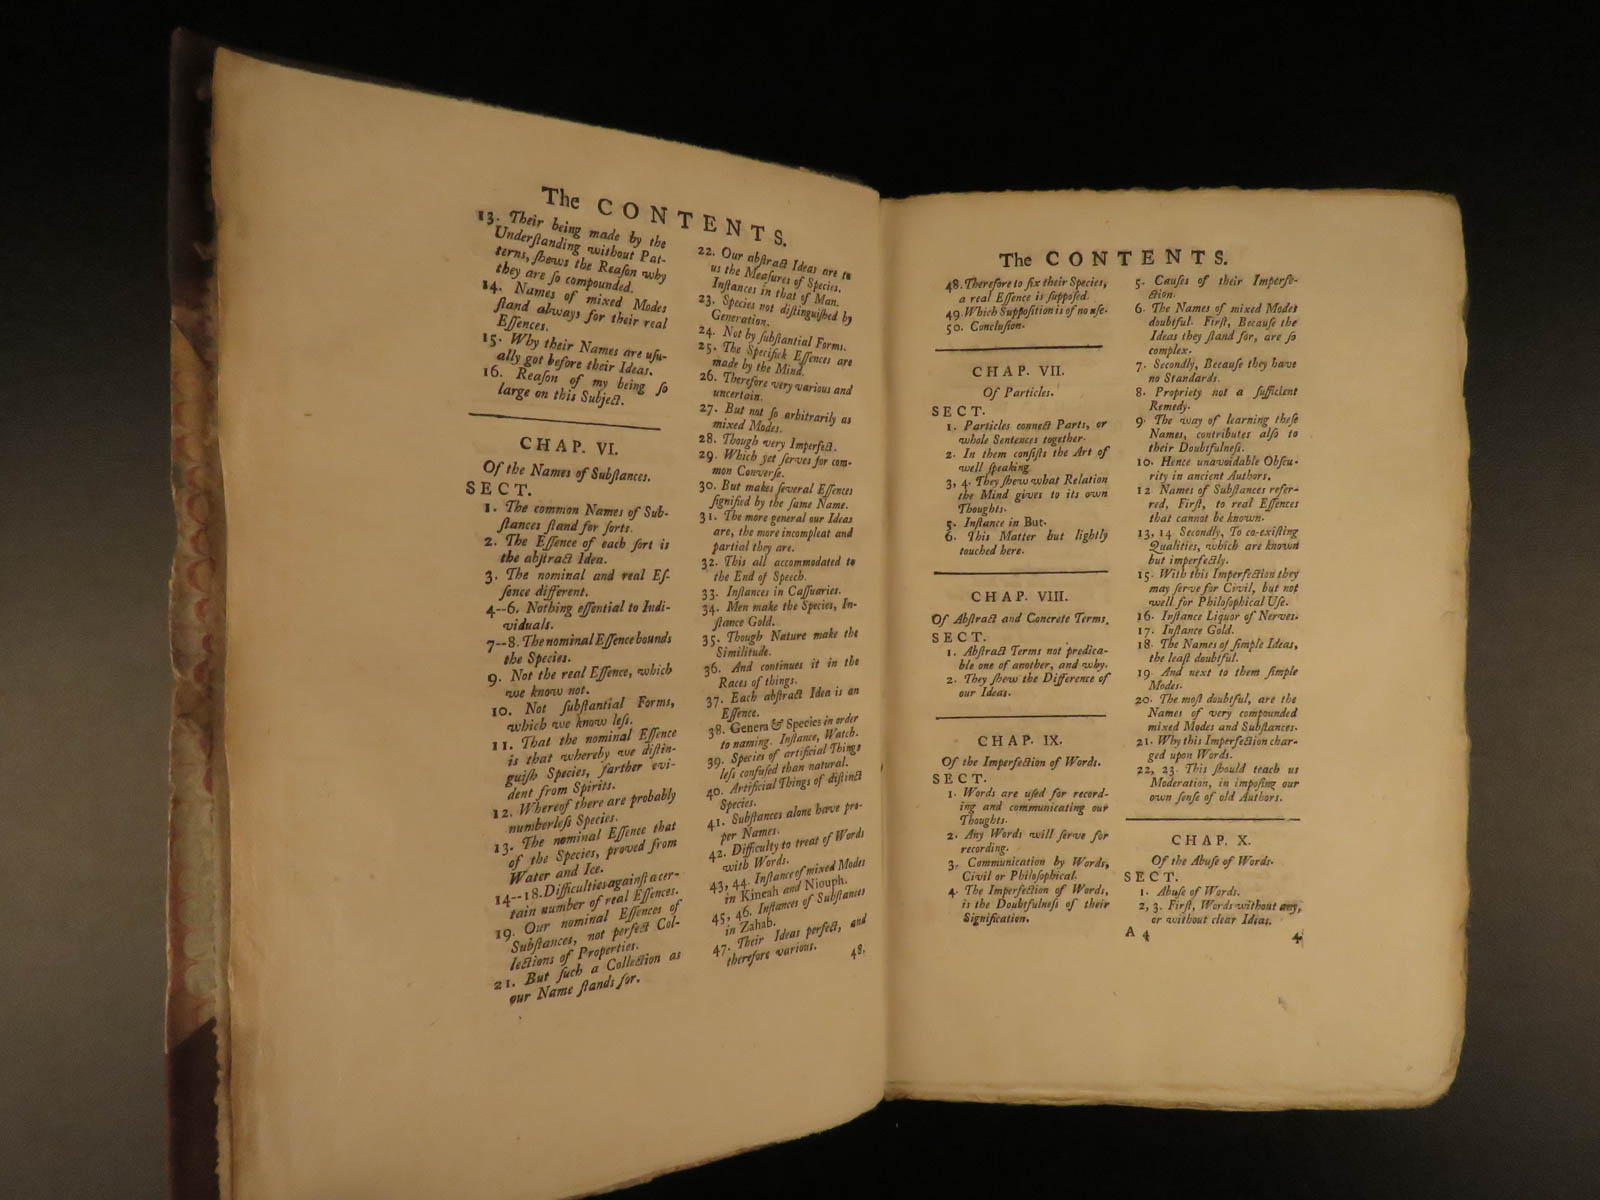 The CONTENTS.
13. Their being made by the
Underſtanding without Pat-
terns, ſhews the Reaſon why
they are ſo compounded.
14. Names of mixed Modes
ſtand always for their real
Eſſences.
15. Why their Names are uſu-
ally got before their Ideas.
16. Reaſon of my being ſo
large on this Subject.
CHAP. VI.
Of the Names of Subſtances.
SECT.
1. The common Names of Sub-
ſtances ſtand for ſorts.
2. The Eſſence of each ſort is
the abſtract Idea.
3. The nominal and real Eſ-
ſence different.
4--6. Nothing eſſential to Indi-
viduals.
7--8. The nominal Eſſence bounds
the Species.
9. Not the real Eſſence, which
we know not.
10. Not ſubſtantial Forms,
which we know leſs.
11. That the nominal Eſſence
is that whereby we diſtin-
guiſh Species, farther evi-
dent from Spirits.
12. Whereof there are probably
numberleſs Species.
13. The nominal Eſſence that
of the Species, proved from
Water and Ice.
14--18. Difficulties againſt a cer-
tain number of real Eſſences.
19. Our nominal Eſſences of
Subſtances, not perfect Col-
lections of Properties.
21. But ſuch a Collection as
our Name ſtands for.
22. Our abſtract Ideas are to
us the Meaſures of Species.
Inſtances in that of Man.
23. Species not diſtinguiſhed by
Generation.
24. Not by ſubſtantial Forms.
25. The Specifick Eſſences are
made by the Mind.
26. Therefore very various and
uncertain.
27. But not ſo arbitrarily as
mixed Modes.
28. Though very Imperfect.
29. Which yet ſerves for com-
mon Converſe.
30. But makes ſeveral Eſſences
ſignified by the ſame Name.
31. The more general our Ideas
are, the more incompleat and
partial they are.
32. This all accommodated to
the End of Speech.
33. Inſtances in Caſſuaries.
34. Men make the Species, In-
ſtance Gold.
35. Though Nature make the
Similitude.
36. And continues it in the
Races of things.
37. Each abſtract Idea is an
Eſſence.
38. Genera & Species in order
to naming. Inſtance, Watch.
39. Species of artificial Things
leſs confuſed than natural.
40. Artificial Things of diſtinct
Species.
41. Subſtances alone have pro-
per Names.
42. Difficulty to treat of Words
with Words.
43, 44. Inſtance of mixed Modes
in Kineah and Niouph.
45, 46. Inſtances of Subſtances
in Zahab.
47. Their Ideas perfect, and
therefore various.
48.
The CONTENTS.
48. Therefore to fix their Species,
a real Eſſence is ſuppoſed.
49. Which Suppoſition is of no uſe.
50. Concluſion.
CHAP. VII.
Of Particles.
SECT.
1. Particles connect Parts, or
whole Sentences together.
2. In them conſiſts the Art of
well ſpeaking.
3, 4. They ſhew what Relation
the Mind gives to its own
Thoughts.
5. Inſtance in But.
6. This Matter but lightly
touched here.
CHAP. VIII.
Of Abſtract and Concrete Terms.
SECT.
1. Abſtract Terms not predica-
ble one of another, and why.
2. They ſhew the Difference of
our Ideas.
CHAP. IX.
Of the Imperfection of Words.
SECT.
1. Words are uſed for record-
ing and communicating our
Thoughts.
2. Any Words will ſerve for
recording.
3. Communication by Words,
Civil or Philoſophical.
4. The Imperfection of Words,
is the Doubtfulneſs of their
Signification.
5. Cauſes of their Imperfe-
ction.
6. The Names of mixed Modes
doubtful. Firſt, Becauſe the
Ideas they ſtand for, are ſo
complex.
7. Secondly, Becauſe they have
no Standards.
8. Propriety not a ſufficient
Remedy.
9. The way of learning theſe
Names, contributes alſo to
their Doubtfulneſs.
10. Hence unavoidable Obſcu-
rity in ancient Authors.
12 Names of Subſtances refer-
red, Firſt, to real Eſſences
that cannot be known.
13, 14 Secondly, To co-exiſting
Qualities, which are known
but imperfectly.
15. With this Imperfection they
may ſerve for Civil, but not
well for Philoſophical Uſe.
16. Inſtance Liquor of Nerves.
17. Inſtance Gold.
18. The Names of ſimple Ideas,
the leaſt doubtful.
19. And next to them ſimple
Modes.
20. The moſt doubtful, are the
Names of very compounded
mixed Modes and Subſtances.
21. Why this Imperfection char-
ged upon Words.
22, 23. This ſhould teach us
Moderation, in impoſing our
own ſenſe of old Authors.
CHAP. X.
Of the Abuſe of Words.
SECT.
1. Abuſe of Words.
2, 3. Firſt, Words without any,
or without clear Ideas.
A 4
4.